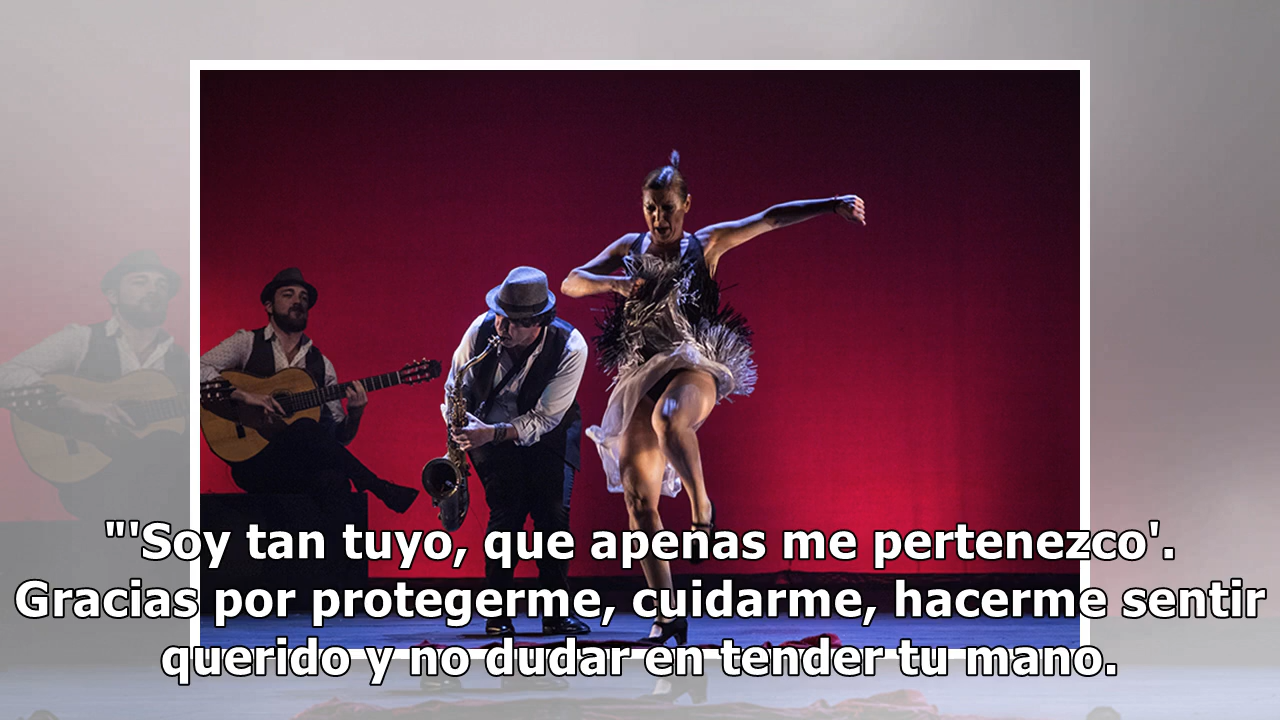 "'Soy tan tuyo, que apenas me pertenezco'.
Gracias por protegerme, cuidarme, hacerme sentir
querido y no dudar en tender tu mano.